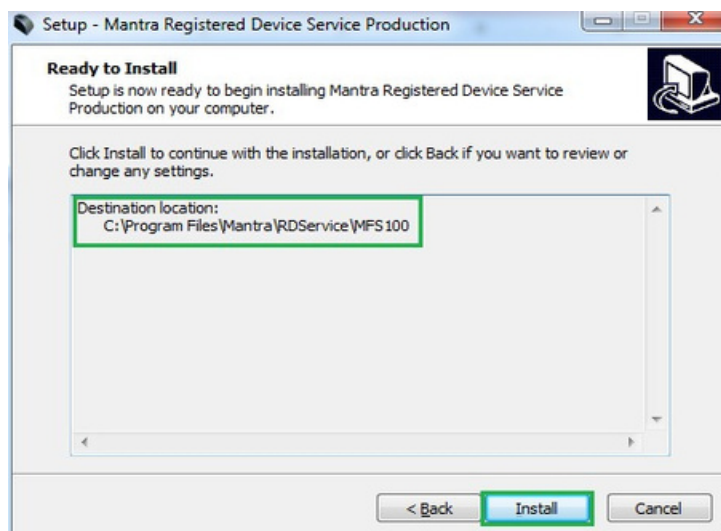 Setup - Mantra Registered Device Service Production
Ready to Install
Setup is now ready to begin installing Mantra Registered Device Service
Production on your computer.
Click Install to continue with the installation, or click Back if you want to review or
change any settings.
Destination location:
C:\Program Files\Mantra\RDService\MFS100
< Back
Install
Cancel